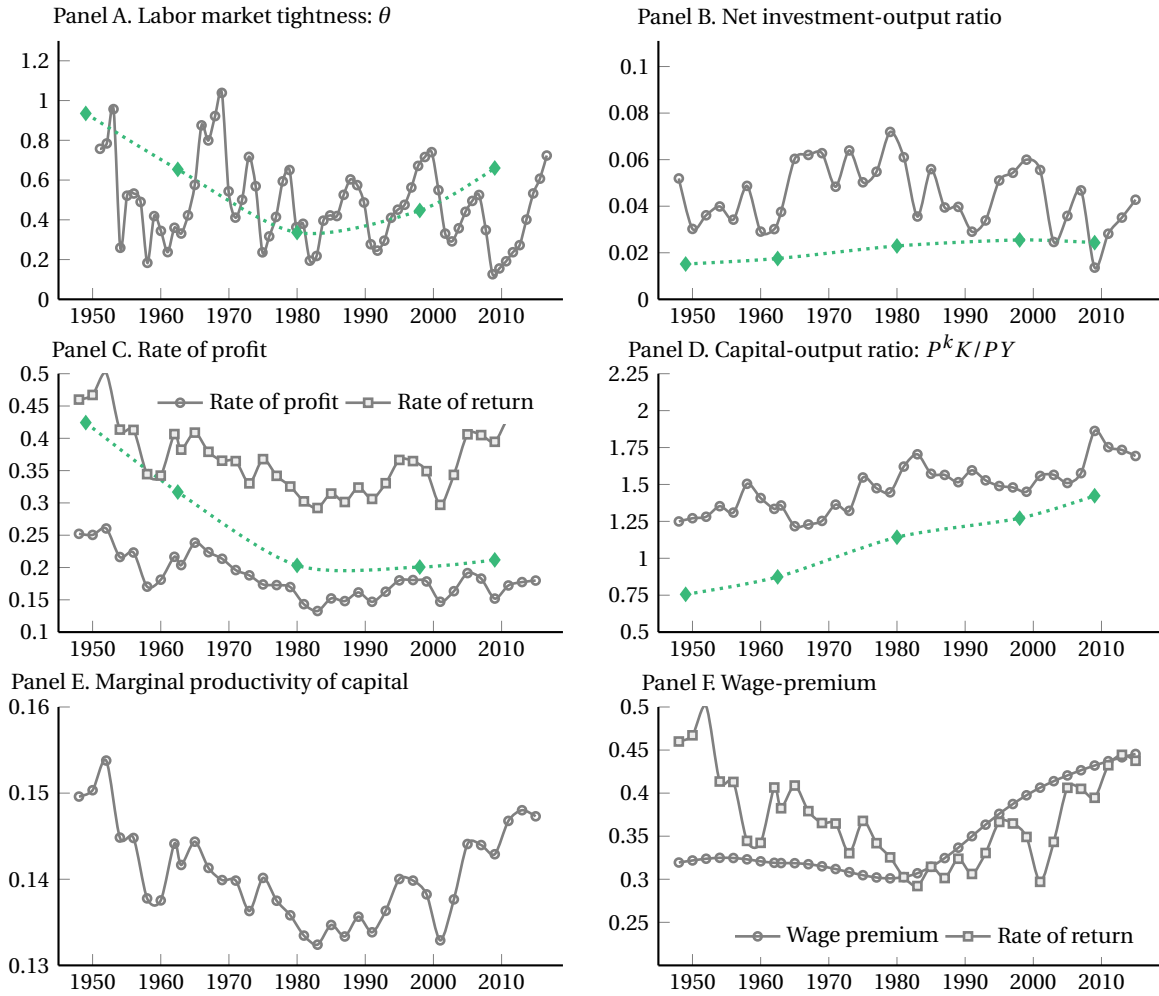 Panel A. Labor market tightness: θ
1.2
1
0.8
0.6
0.4
0.2
0
1950 1960 1970 1980 1990 2000 2010
Panel B. Net investment-output ratio
0.1
0.08
0.06
0.04
0.02
0
1950 1960 1970 1980 1990 2000 2010
Panel C. Rate of profit
0.5
0.45
0.4
0.35
0.3
0.25
0.2
0.15
0.1
Rate of profit Rate of return
1950 1960 1970 1980 1990 2000 2010
Panel D. Capital-output ratio: P^k K/PY
2.25
2
1.75
1.5
1.25
1
0.75
0.5
1950 1960 1970 1980 1990 2000 2010
Panel E. Marginal productivity of capital
0.16
0.15
0.14
0.13
1950 1960 1970 1980 1990 2000 2010
Panel F. Wage-premium
0.5
0.45
0.4
0.35
0.3
0.25
Wage premium Rate of return
1950 1960 1970 1980 1990 2000 2010